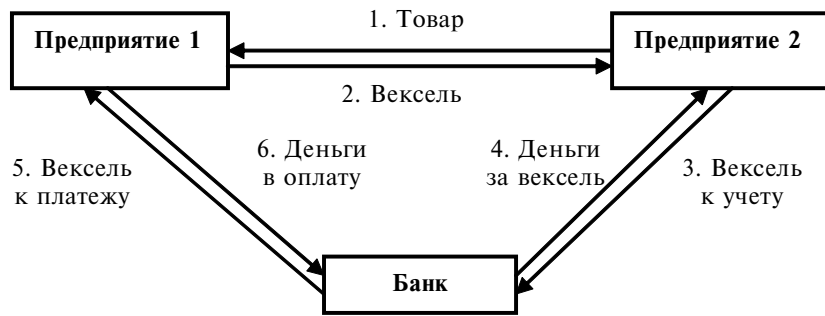 1. Товар
Предприятие 1
Предприятие 2
2. Вексель
5. Вексель
к платежу
6. Деньги
в оплату
4. Деньги
за вексель
3. Вексель
к учету
Банк